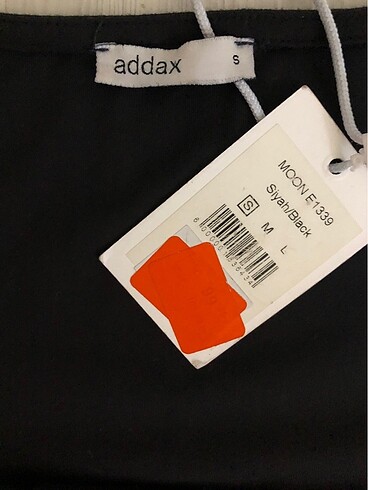 addax S
MOON E1339
Siyah/Black
S M L